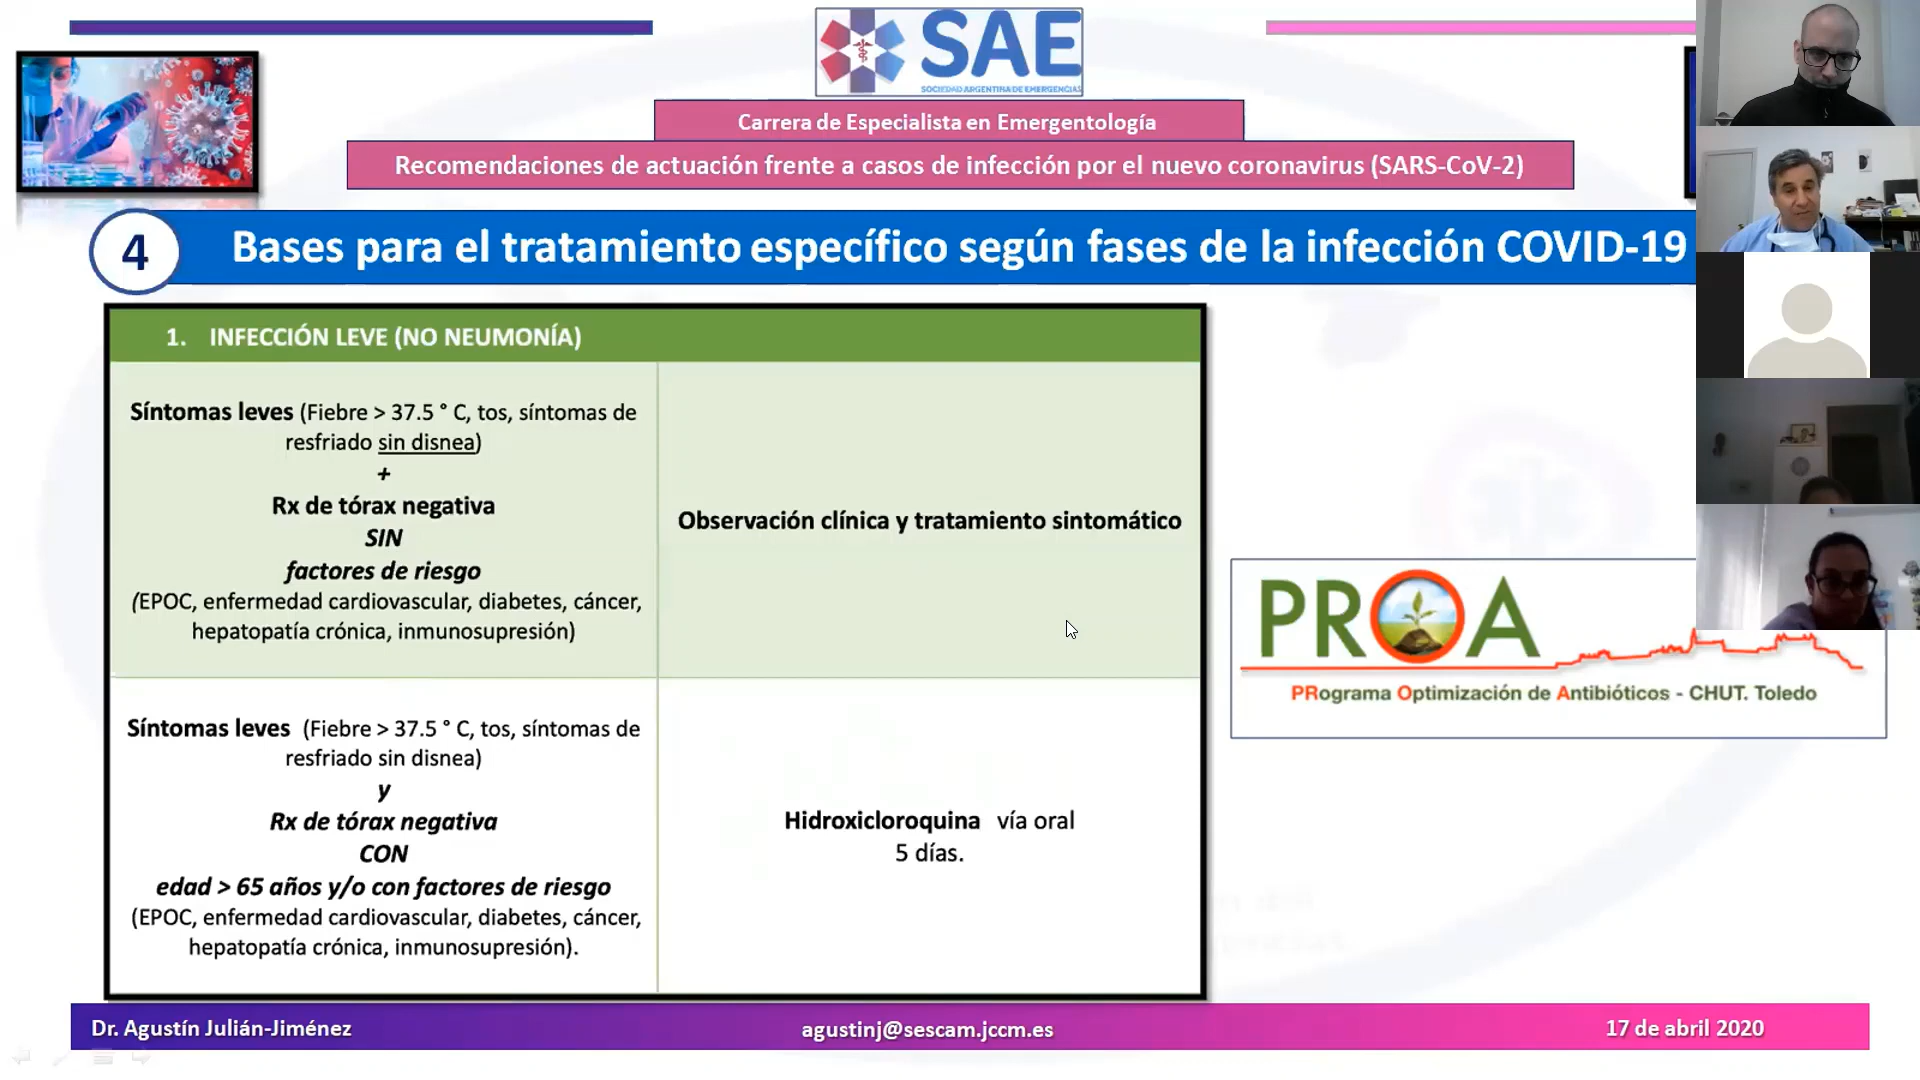 SAE
SOCIEDAD ARGENTINA DE EMERGENCIAS
Carrera de Especialista en Emergentología
Recomendaciones de actuación frente a casos de infección por el nuevo coronavirus (SARS-CoV-2)
4
Bases para el tratamiento específico según fases de la infección COVID-19
1. INFECCIÓN LEVE (NO NEUMONÍA)
Síntomas leves (Fiebre > 37.5 ° C, tos, síntomas de
resfriado sin disnea)
+
Rx de tórax negativa
SIN
factores de riesgo
(EPOC, enfermedad cardiovascular, diabetes, cáncer,
hepatopatía crónica, inmunosupresión)
Observación clínica y tratamiento sintomático
Síntomas leves (Fiebre > 37.5 ° C, tos, síntomas de
resfriado sin disnea)
y
Rx de tórax negativa
CON
edad > 65 años y/o con factores de riesgo
(EPOC, enfermedad cardiovascular, diabetes, cáncer,
hepatopatía crónica, inmunosupresión).
Hidroxicloroquina vía oral
5 días.
PROA
PRograma Optimización de Antibióticos - CHUT. Toledo
Dr. Agustín Julián-Jiménez
agustinj@sescam.jccm.es
17 de abril 2020